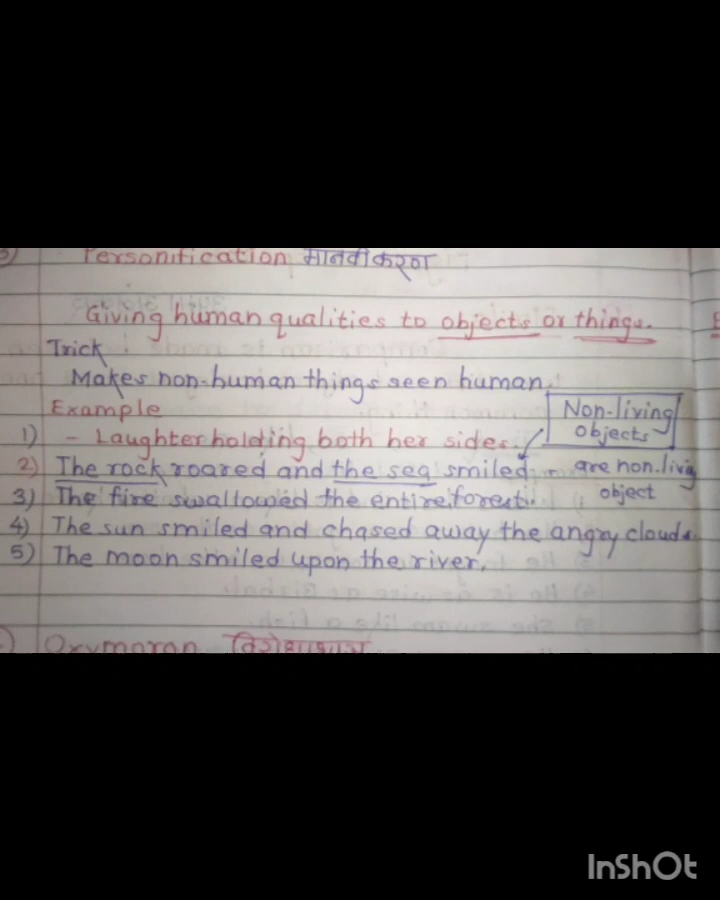 Personification मानवीकरण
Giving human qualities to objects or things.
Trick
Makes non-human things seen human.
Example
Non-living objects
1) - Laughter holding both her sides.
2) The rock roared and the sea smiled - are non.livig object
3) The fire swallowed the entire forest.
4) The sun smiled and chased away the angry clouds
5) The moon smiled upon the river.
Oxymoron
InShOt